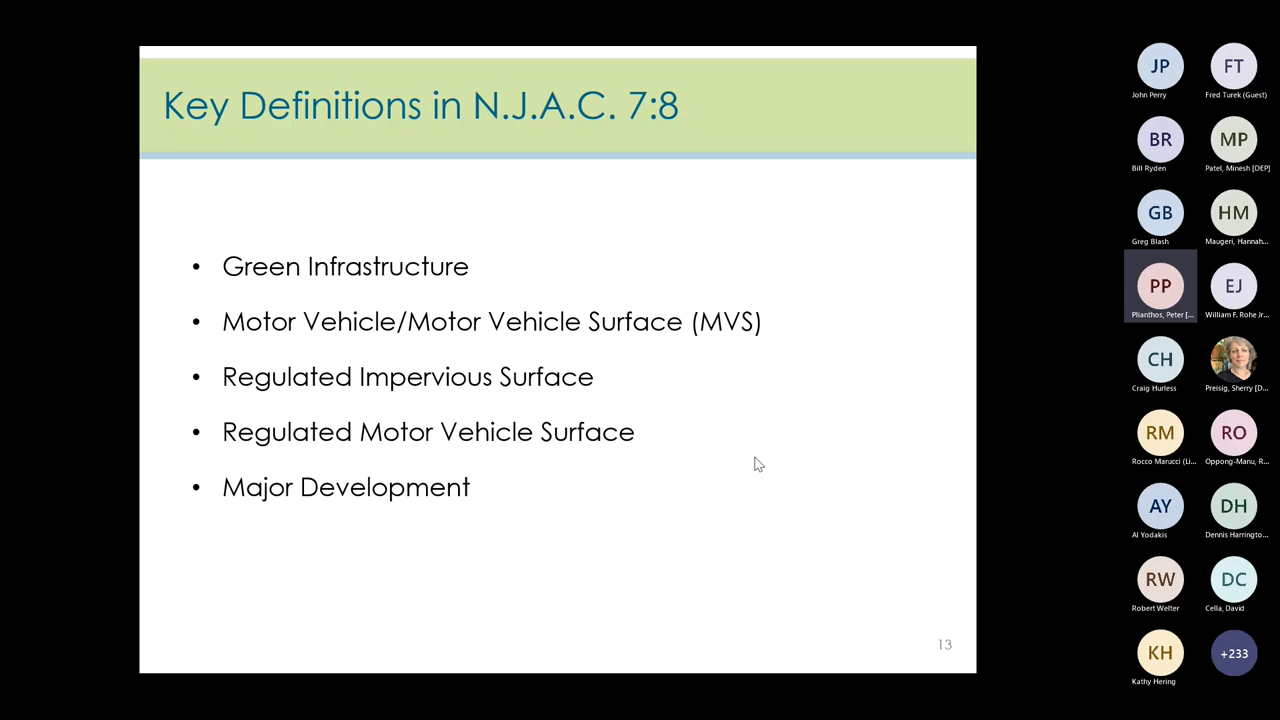 Key Definitions in N.J.A.C. 7:8
• Green Infrastructure
• Motor Vehicle/Motor Vehicle Surface (MVS)
• Regulated Impervious Surface
• Regulated Motor Vehicle Surface
• Major Development
13
JP
John Perry
FT
Fred Turek (Guest)
BR
Bill Ryden
MP
Patel, Minesh [DEP]
GB
Greg Blash
HM
Maugeri, Hannah...
PP
Plianthos, Peter [...
EJ
William F. Rohe Jr...
CH
Craig Hurless
Preisig, Sherry [D...
RM
Rocco Marucci (Li...
RO
Oppong-Manu, R...
AY
Al Yodakis
DH
Dennis Harringto...
RW
Robert Welter
DC
Cella, David
KH
Kathy Hering
+233